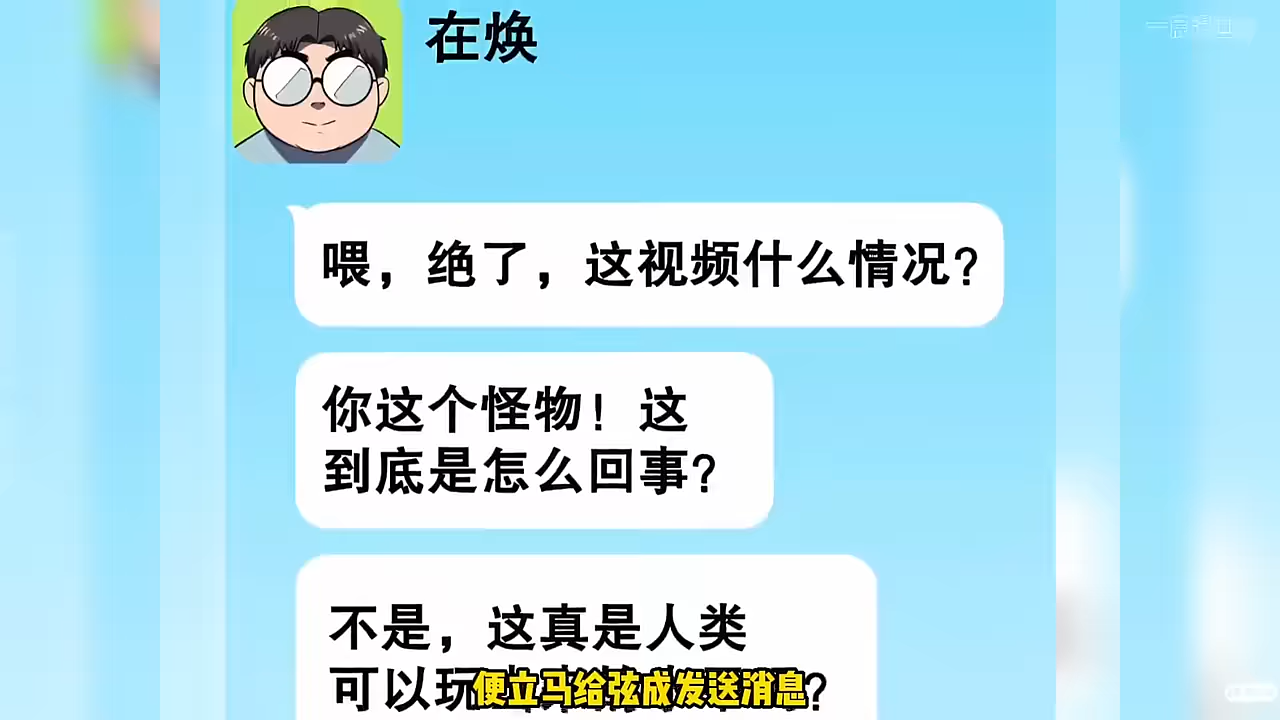 在焕
喂，绝了，这视频什么情况？
你这个怪物！这
到底是怎么回事？
不是，这真是人类
可以玩
便立马给弦成发送消息